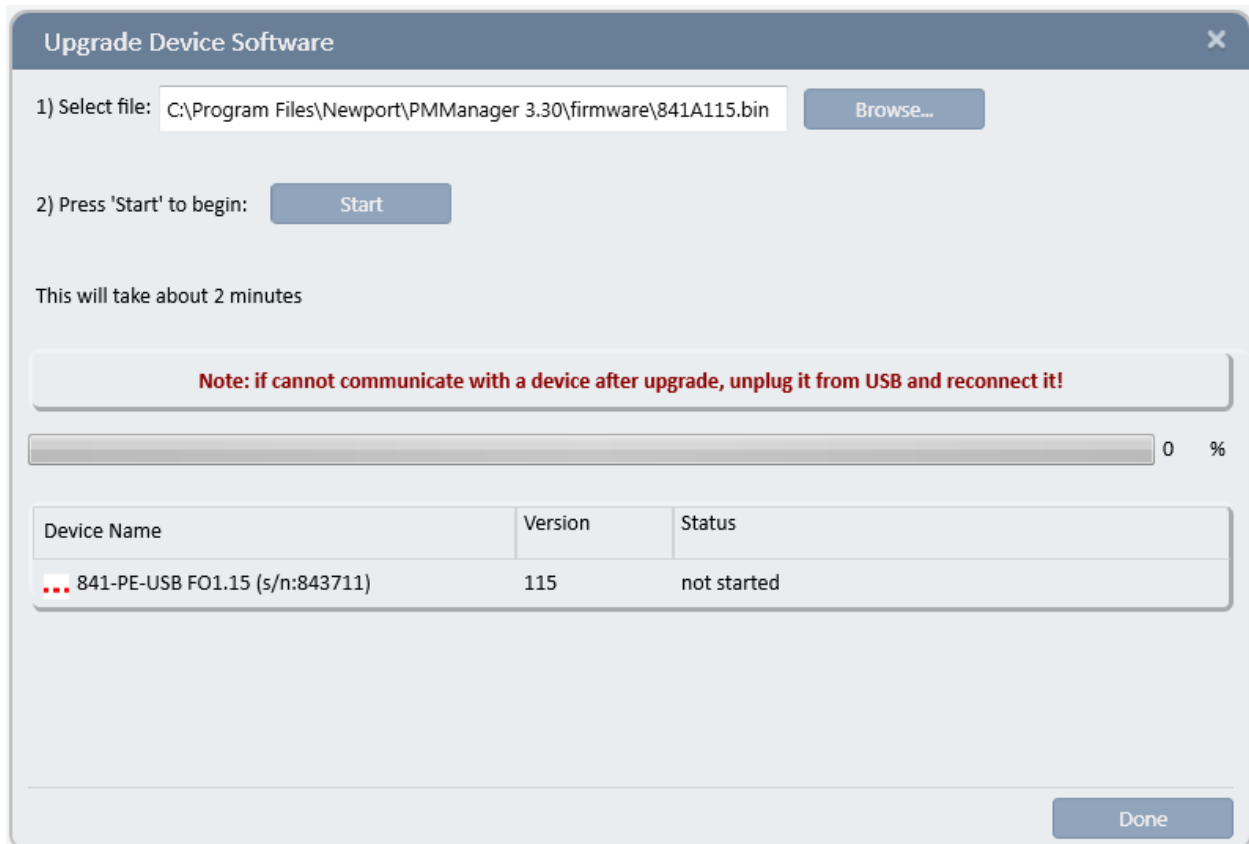 Upgrade Device Software
1) Select file: C:\Program Files\Newport\PMManager 3.30\firmware\841A115.bin Browse...
2) Press 'Start' to begin: Start
This will take about 2 minutes
Note: if cannot communicate with a device after upgrade, unplug it from USB and reconnect it!
0 %
Device Name Version Status
841-PE-USB FO1.15 (s/n:843711) 115 not started
Done